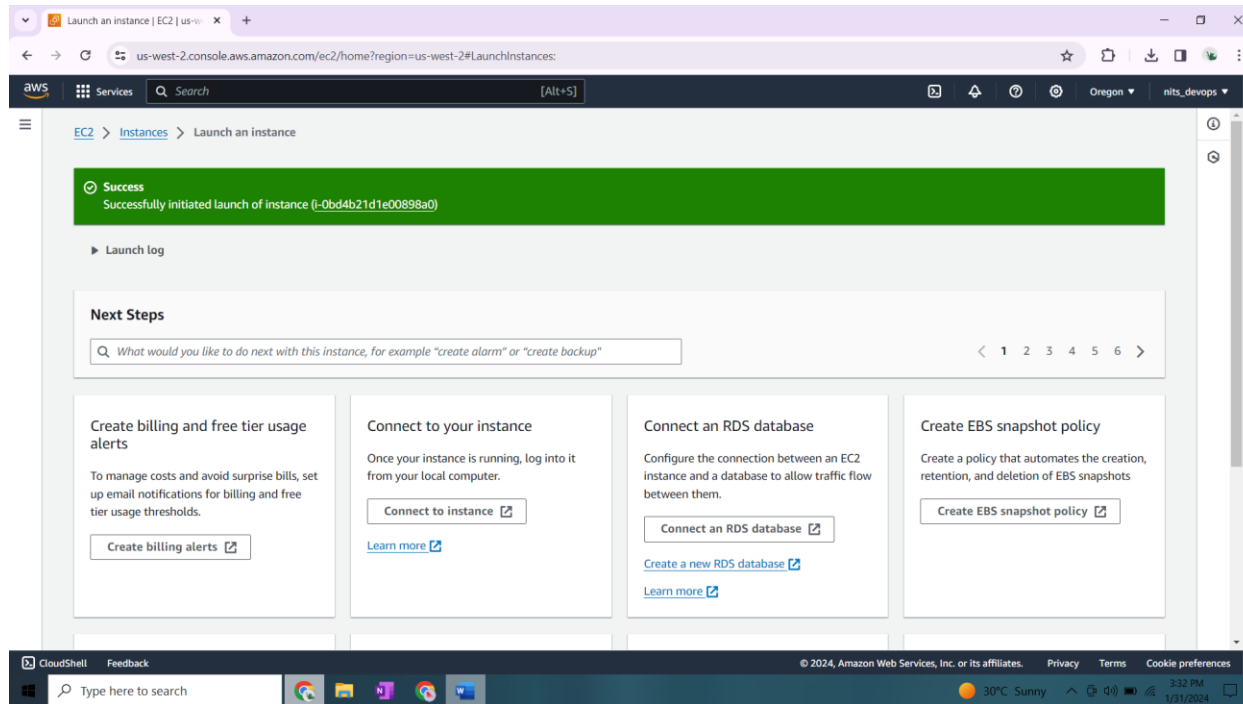 Launch an instance | EC2 | us-w
us-west-2.console.aws.amazon.com/ec2/home?region=us-west-2#LaunchInstances:
aws Services Search [Alt+S] Oregon nits_devops
EC2 > Instances > Launch an instance
Success
Successfully initiated launch of instance (i-0bd4b21d1e00898a0)
Launch log
Next Steps
What would you like to do next with this instance, for example "create alarm" or "create backup"
1 2 3 4 5 6
Create billing and free tier usage
alerts
To manage costs and avoid surprise bills, set
up email notifications for billing and free
tier usage thresholds.
Create billing alerts
Connect to your instance
Once your instance is running, log into it
from your local computer.
Connect to instance
Learn more
Connect an RDS database
Configure the connection between an EC2
instance and a database to allow traffic flow
between them.
Connect an RDS database
Create a new RDS database
Learn more
Create EBS snapshot policy
Create a policy that automates the creation,
retention, and deletion of EBS snapshots
Create EBS snapshot policy
CloudShell Feedback © 2024, Amazon Web Services, Inc. or its affiliates. Privacy Terms Cookie preferences
Type here to search 30°C Sunny 3:32 PM
1/31/2024